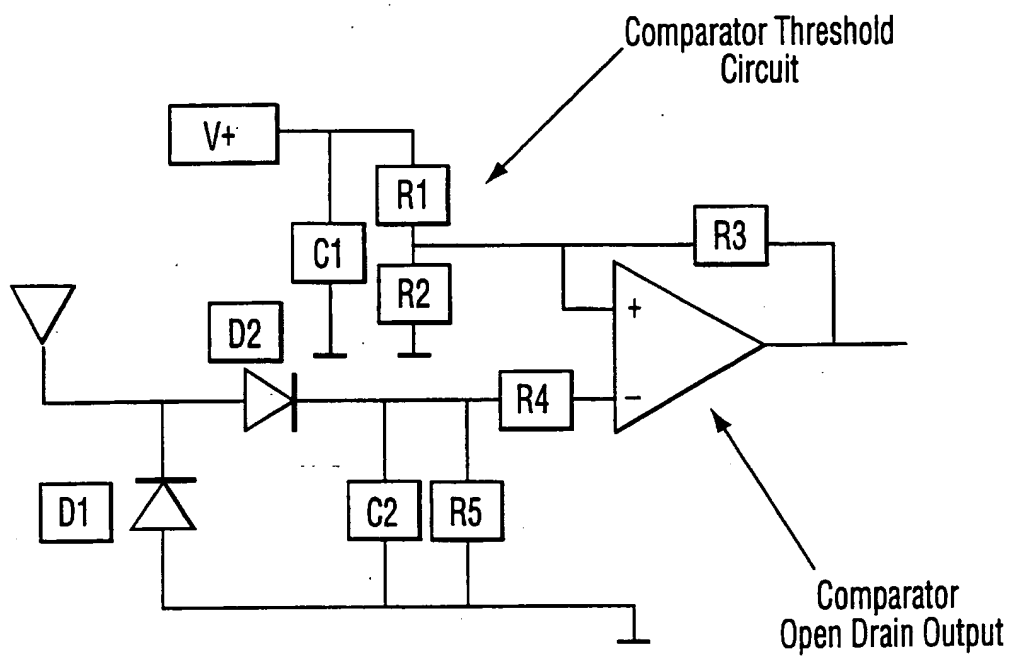 Comparator Threshold
Circuit
V+
R1
R3
C1
R2
D2
+
R4
−
D1
C2
R5
Comparator
Open Drain Output